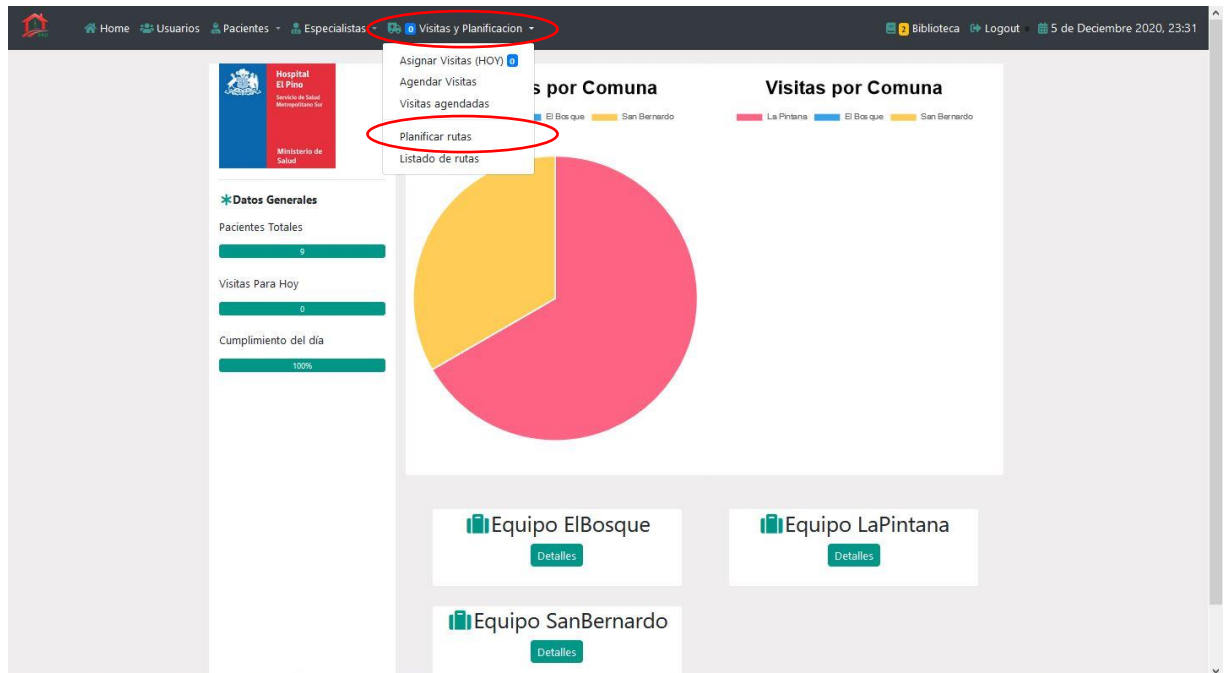 Home Usuarios Pacientes Especialistas 0 Visitas y Planificacion 2 Biblioteca Logout 5 de Deciembre 2020, 23:31
Asignar Visitas (HOY) 0
Agendar Visitas
Visitas agendadas
Planificar rutas
Listado de rutas
Hospital
El Pino
Servicio de Salud
Metropolitano Sur
Ministerio de
Salud
Datos Generales
Pacientes Totales
9
Visitas Para Hoy
0
Cumplimiento del día
100%
s por Comuna
El Bosque San Bernardo
Visitas por Comuna
La Pintana El Bosque San Bernardo
Equipo ElBosque
Detalles
Equipo LaPintana
Detalles
Equipo SanBernardo
Detalles